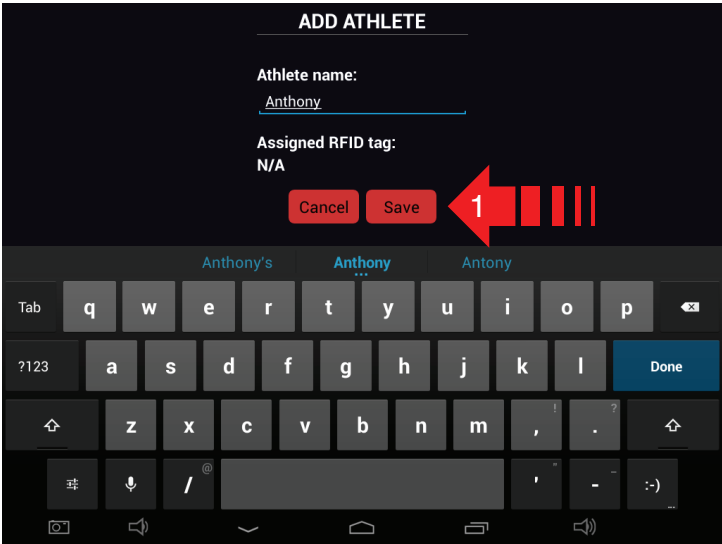 ADD ATHLETE
Athlete name:
Anthony
Assigned RFID tag:
N/A
Cancel Save 1
Anthony's Anthony Antony
...
Tab q w e r t y u i o p
?123 a s d f g h j k l Done
z x c v b n m , ! . ?
/ @ ' " - _ :-) ...